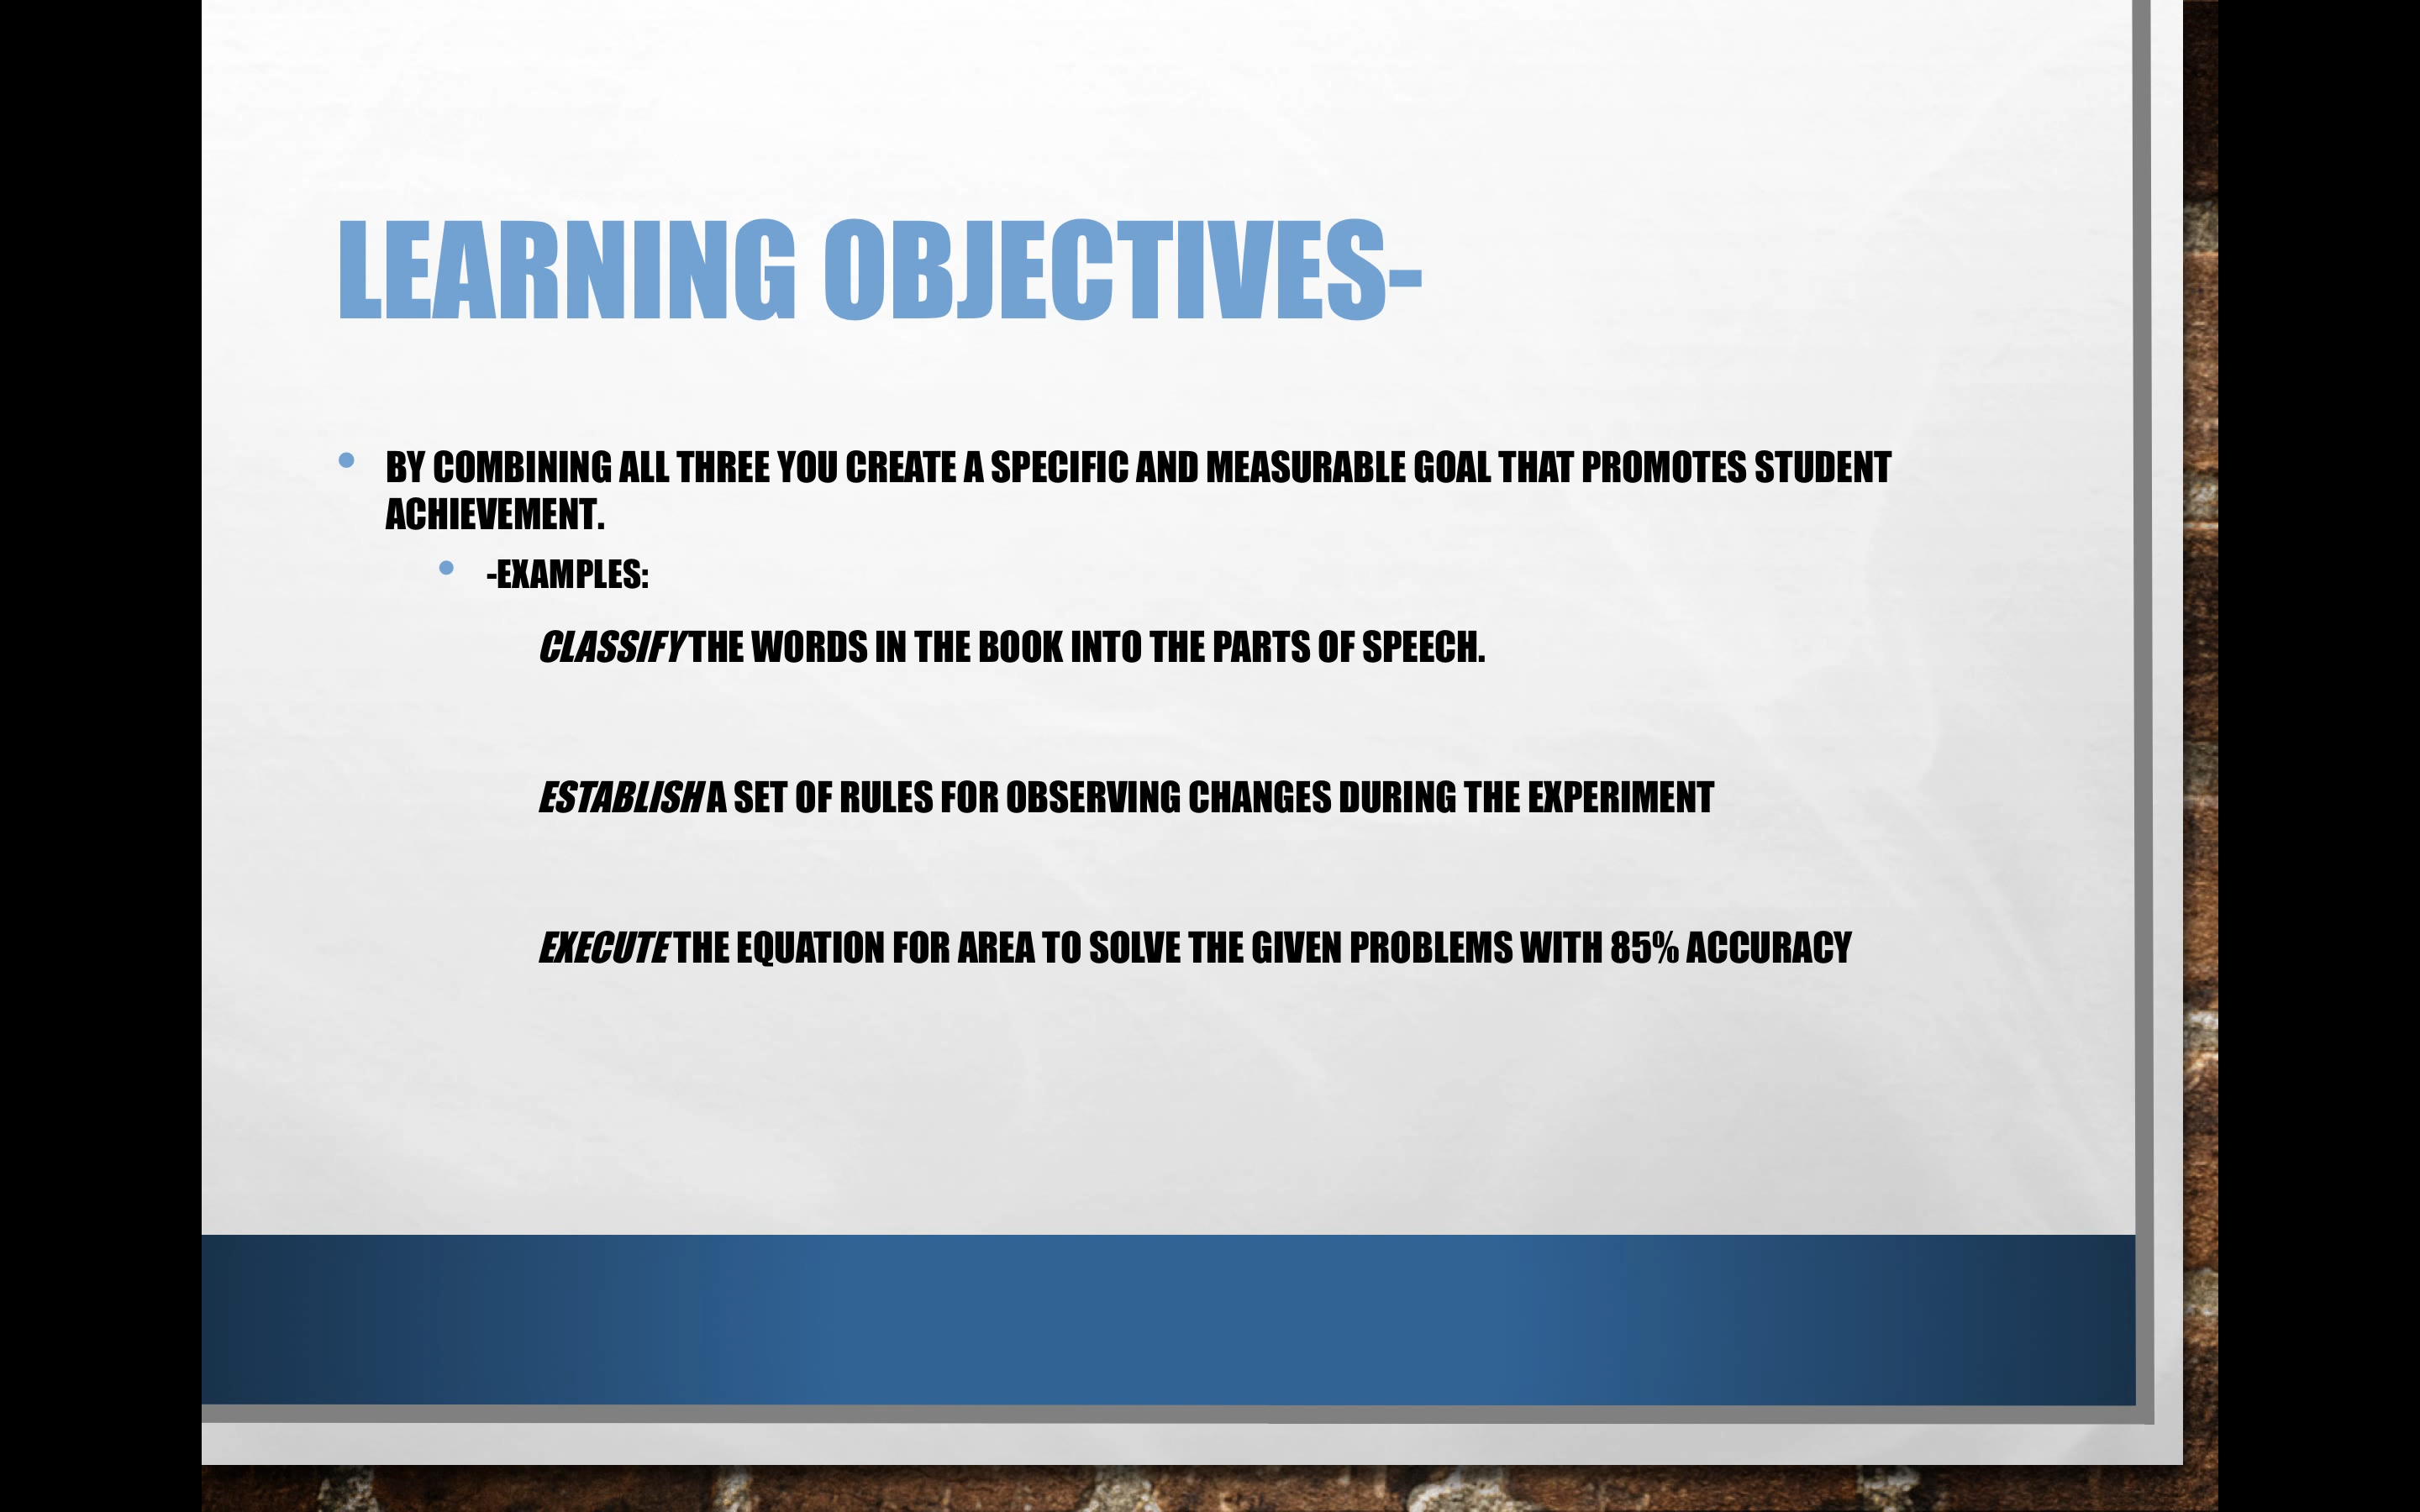 LEARNING OBJECTIVES-
BY COMBINING ALL THREE YOU CREATE A SPECIFIC AND MEASURABLE GOAL THAT PROMOTES STUDENT
ACHIEVEMENT.
-EXAMPLES:
CLASSIFY THE WORDS IN THE BOOK INTO THE PARTS OF SPEECH.
ESTABLISH A SET OF RULES FOR OBSERVING CHANGES DURING THE EXPERIMENT
EXECUTE THE EQUATION FOR AREA TO SOLVE THE GIVEN PROBLEMS WITH 85% ACCURACY